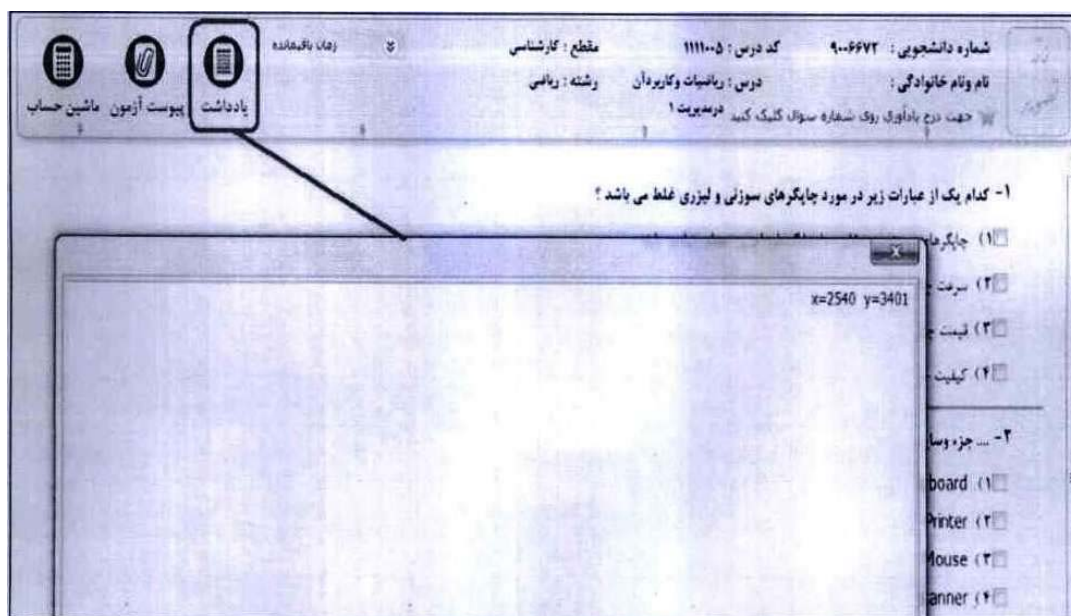 شماره دانشجویی : ۹۰۰۶۶۷۲ کد درس : ۱۱۱۱۰۰۵ مقطع : کارشناسی زمان باقیمانده
نام ونام خانوادگی : درس : ریاضیات وکاربردآن رشته : ریاضی
درمدیریت ۱
جهت درج یادآوری روی شماره سوال کلیک کنید
یادداشت پیوست آزمون ماشین حساب
۱- کدام یک از عبارات زیر در مورد چاپگرهای سوزنی و لیزری غلط می باشد ؟
۱) چاپگرها
x
۲) سرعت
x=2540 y=3401
۳) قیمت
۴) کیفیت
۲- ... جزء
۱) board
۲) Printer
۳) Mouse
۴) anner